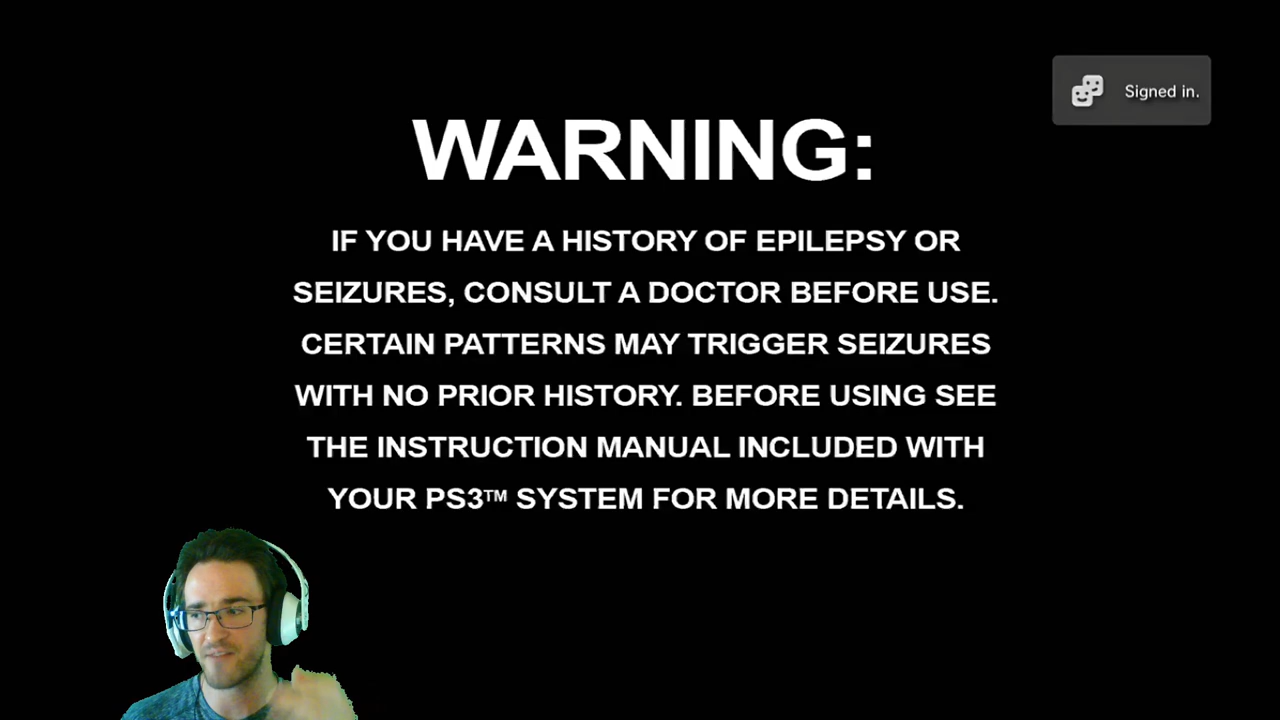 Signed in.
WARNING:
IF YOU HAVE A HISTORY OF EPILEPSY OR
SEIZURES, CONSULT A DOCTOR BEFORE USE.
CERTAIN PATTERNS MAY TRIGGER SEIZURES
WITH NO PRIOR HISTORY. BEFORE USING SEE
THE INSTRUCTION MANUAL INCLUDED WITH
YOUR PS3™ SYSTEM FOR MORE DETAILS.